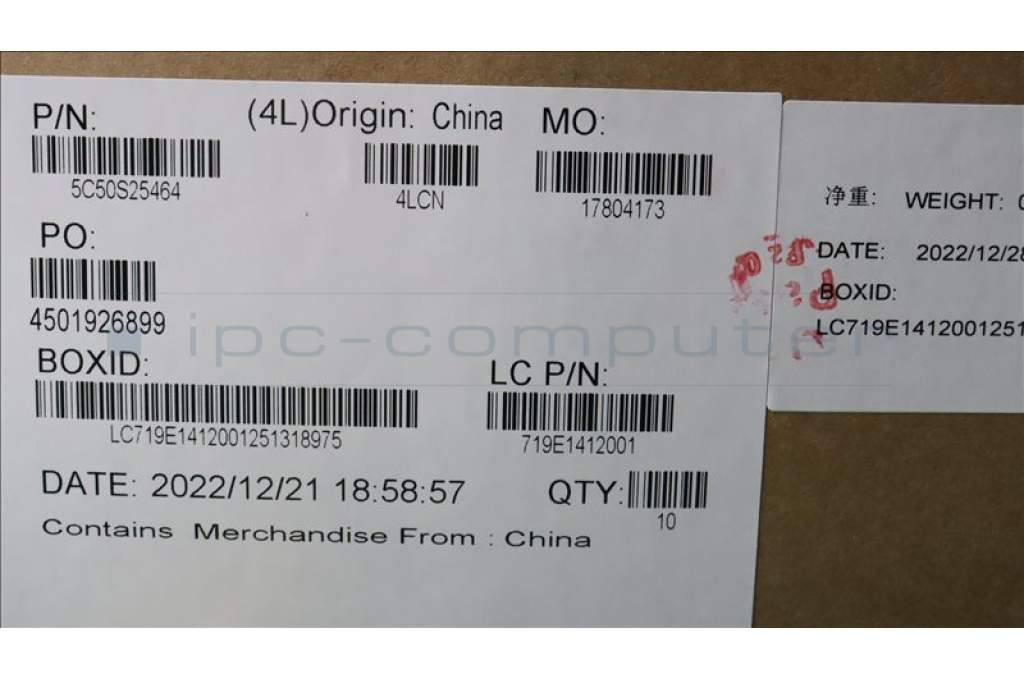 P/N:
(4L)Origin: China
MO:
5C50S25464
4LCN
17804173
PO:
4501926899
BOXID:
LC P/N:
LC719E1412001251318975
719E1412001
DATE: 2022/12/21 18:58:57
QTY:
10
Contains Merchandise From : China
净重: WEIGHT:
DATE: 2022/12/28
BOXID:
LC719E1412001251
ipc-computer